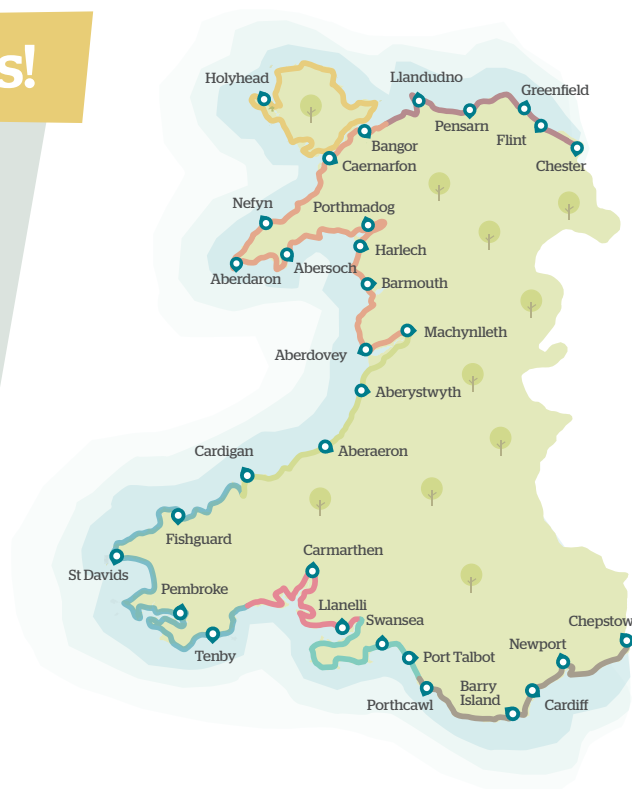 s!
Holyhead
Llandudno
Greenfield
Pensarn
Flint
Bangor
Chester
Caernarfon
Nefyn
Porthmadog
Harlech
Abersoch
Aberdaron
Barmouth
Machynlleth
Aberdovey
Aberystwyth
Cardigan
Aberaeron
Fishguard
Carmarthen
St Davids
Pembroke
Llanelli
Swansea
Chepstow
Newport
Tenby
Port Talbot
Barry
Island
Porthcawl
Cardiff